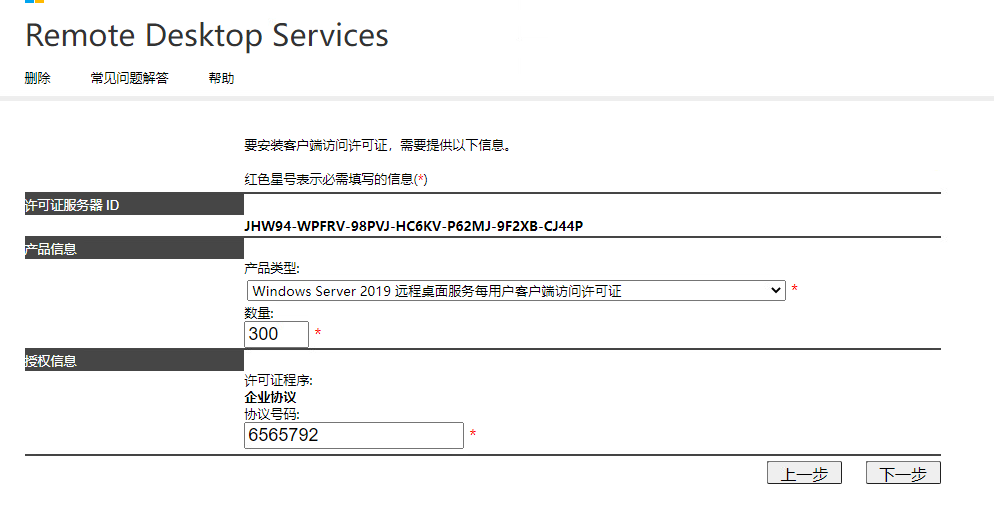 Remote Desktop Services
删除 常见问题解答 帮助
要安装客户端访问许可证，需要提供以下信息。
红色星号表示必需填写的信息(*)
许可证服务器 ID
JHW94-WPFRV-98PVJ-HC6KV-P62MJ-9F2XB-CJ44P
产品信息
产品类型:
Windows Server 2019 远程桌面服务每用户客户端访问许可证 *
数量:
300 *
授权信息
许可证程序:
企业协议
协议号码:
6565792 *
上一步 下一步